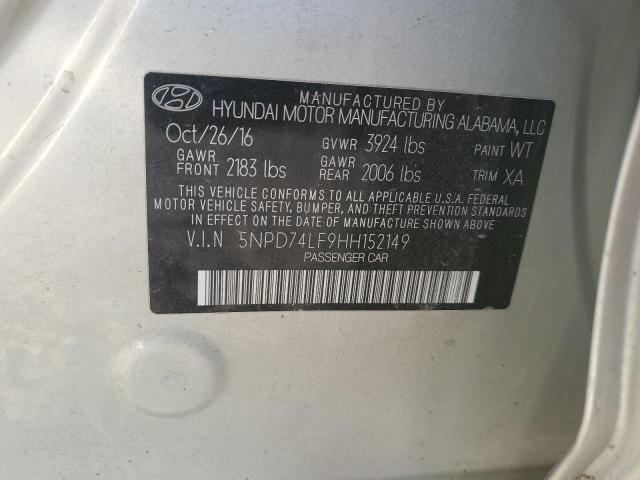 MANUFACTURED BY
HYUNDAI MOTOR MANUFACTURING ALABAMA, LLC
Oct/26/16 GVWR 3924 lbs PAINT WT
GAWR FRONT 2183 lbs GAWR REAR 2006 lbs TRIM XA
THIS VEHICLE CONFORMS TO ALL APPLICABLE U.S.A. FEDERAL
MOTOR VEHICLE SAFETY, BUMPER, AND THEFT PREVENTION STANDARDS
IN EFFECT ON THE DATE OF MANUFACTURE SHOWN ABOVE.
V.I.N 5NPD74LF9HH152149
PASSENGER CAR